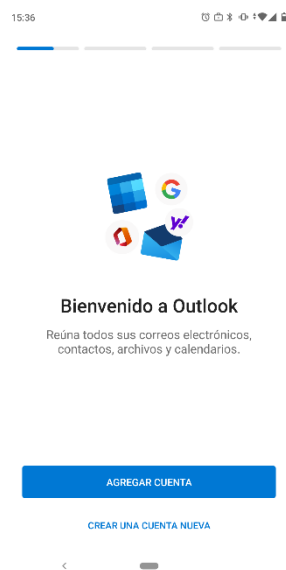 15:36
Bienvenido a Outlook
Reúna todos sus correos electrónicos,
contactos, archivos y calendarios.
AGREGAR CUENTA
CREAR UNA CUENTA NUEVA